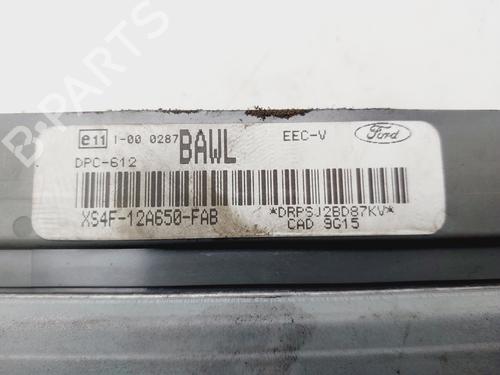 e11 1-00 0287 BAWL EEC-V Ford
DPC-612
XS4F-12A650-FAB *DRPSJ2BD87KV*
CAD 9G15
B-PARTS